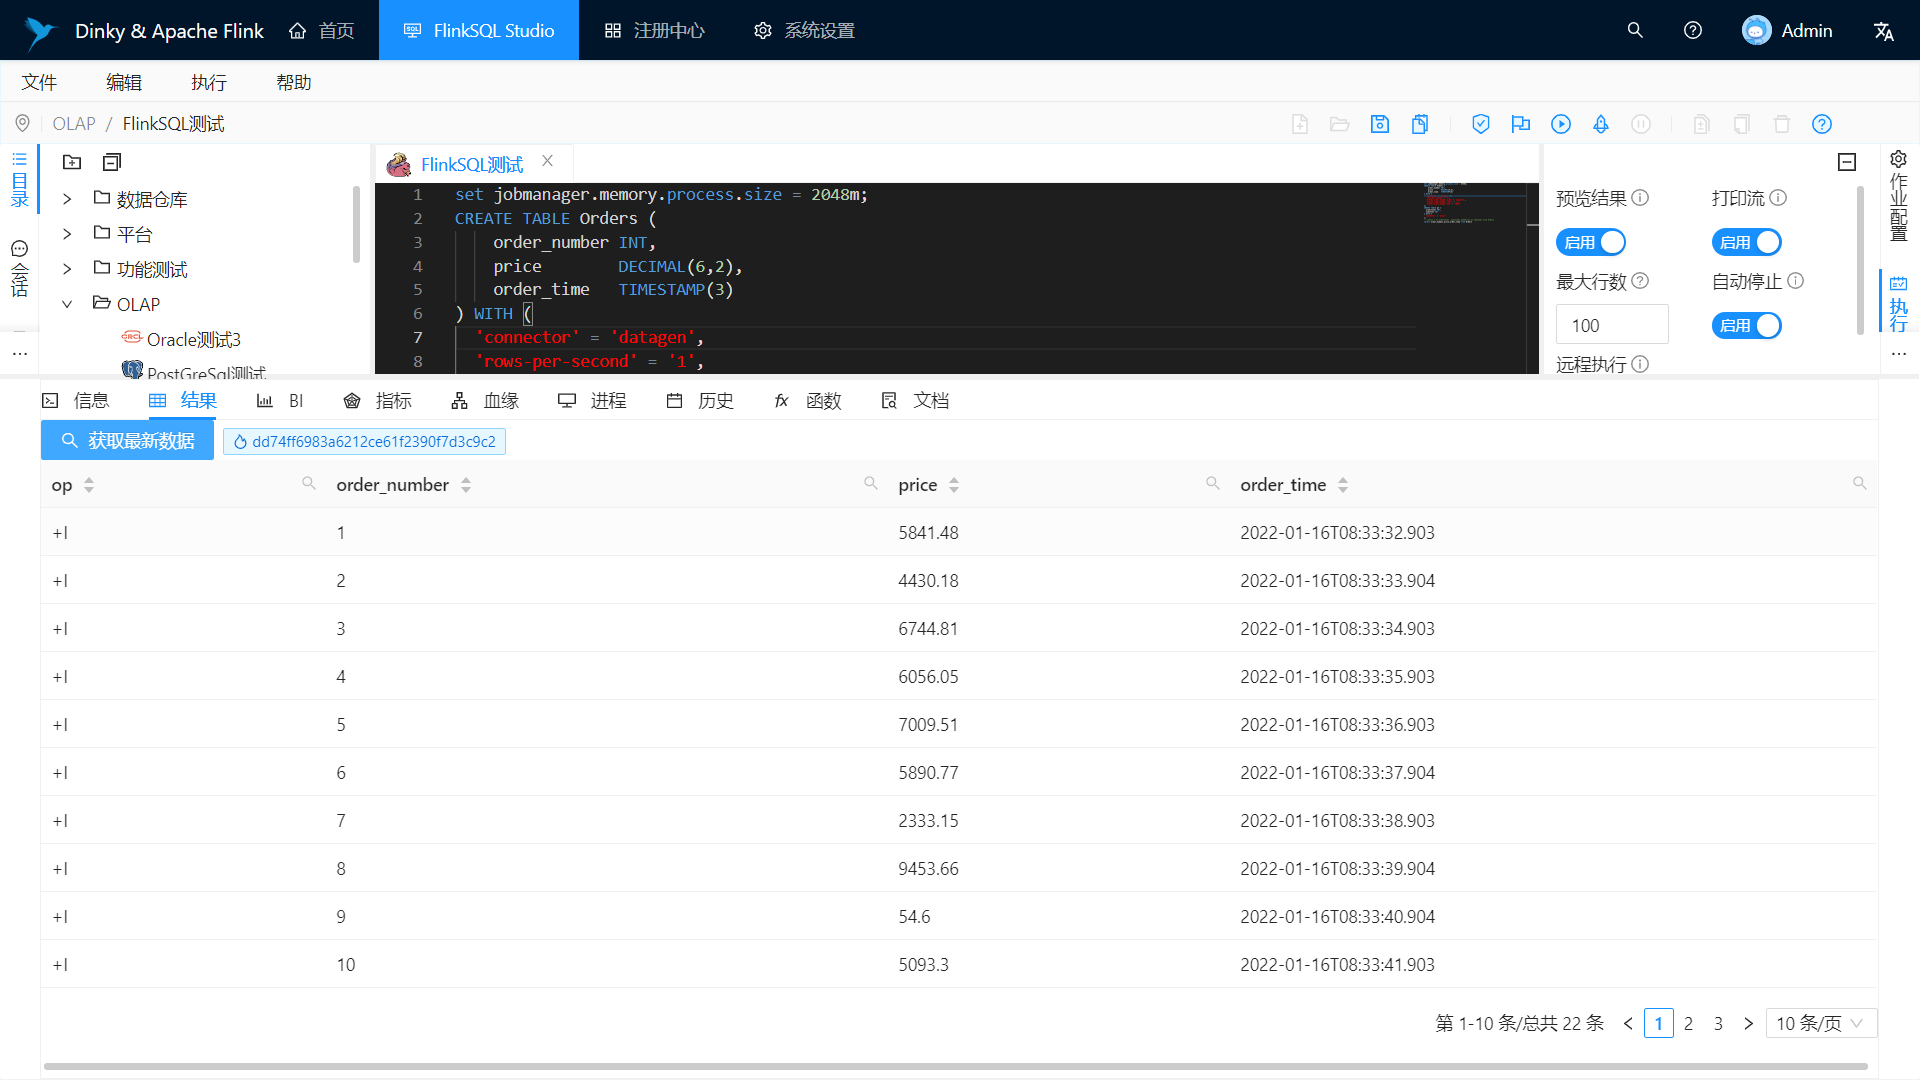 Dinky & Apache Flink 首页 FlinkSQL Studio 注册中心 系统设置 Admin
文件 编辑 执行 帮助
OLAP / FlinkSQL测试
目录
会话
数据仓库
平台
功能测试
OLAP
Oracle测试3
PostGreSql测试
FlinkSQL测试
1 set jobmanager.memory.process.size = 2048m;
2 CREATE TABLE Orders (
3 order_number INT,
4 price DECIMAL(6,2),
5 order_time TIMESTAMP(3)
6 ) WITH (
7 'connector' = 'datagen',
8 'rows-per-second' = '1',
预览结果 打印流
启用 启用
最大行数 自动停止
100 启用
远程执行
作业配置
执行
信息 结果 BI 指标 血缘 进程 历史 函数 文档
获取最新数据 dd74ff6983a6212ce61f2390f7d3c9c2
op order_number price order_time
+I 1 5841.48 2022-01-16T08:33:32.903
+I 2 4430.18 2022-01-16T08:33:33.904
+I 3 6744.81 2022-01-16T08:33:34.903
+I 4 6056.05 2022-01-16T08:33:35.903
+I 5 7009.51 2022-01-16T08:33:36.903
+I 6 5890.77 2022-01-16T08:33:37.904
+I 7 2333.15 2022-01-16T08:33:38.903
+I 8 9453.66 2022-01-16T08:33:39.904
+I 9 54.6 2022-01-16T08:33:40.904
+I 10 5093.3 2022-01-16T08:33:41.903
第 1-10 条/总共 22 条 < 1 2 3 > 10 条/页